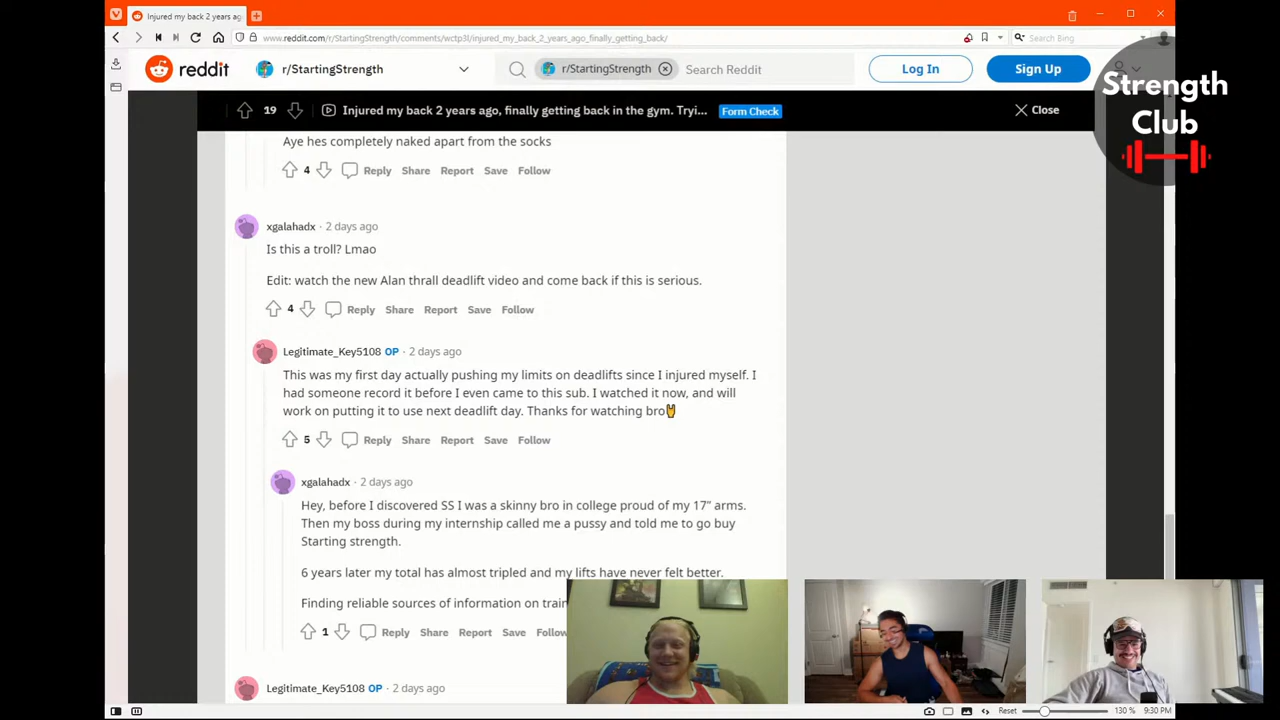 Injured my back 2 years ag
www.reddit.com/r/StartingStrength/comments/wctp3l/injured_my_back_2_years_ago_finally_getting_back/
Search Bing
reddit
r/StartingStrength
r/StartingStrength
Search Reddit
Log In
Sign Up
Strength
Club
19
Injured my back 2 years ago, finally getting back in the gym. Tryi...
Form Check
Close
Aye hes completely naked apart from the socks
4
Reply
Share
Report
Save
Follow
xgalahadx · 2 days ago
Is this a troll? Lmao
Edit: watch the new Alan thrall deadlift video and come back if this is serious.
4
Reply
Share
Report
Save
Follow
Legitimate_Key5108 OP · 2 days ago
This was my first day actually pushing my limits on deadlifts since I injured myself. I
had someone record it before I even came to this sub. I watched it now, and will
work on putting it to use next deadlift day. Thanks for watching bro🤘
5
Reply
Share
Report
Save
Follow
xgalahadx · 2 days ago
Hey, before I discovered SS I was a skinny bro in college proud of my 17” arms.
Then my boss during my internship called me a pussy and told me to go buy
Starting strength.
6 years later my total has almost tripled and my lifts have never felt better.
Finding reliable sources of information on train
1
Reply
Share
Report
Save
Follow
Legitimate_Key5108 OP · 2 days ago
Reset
130 %
9:30 PM